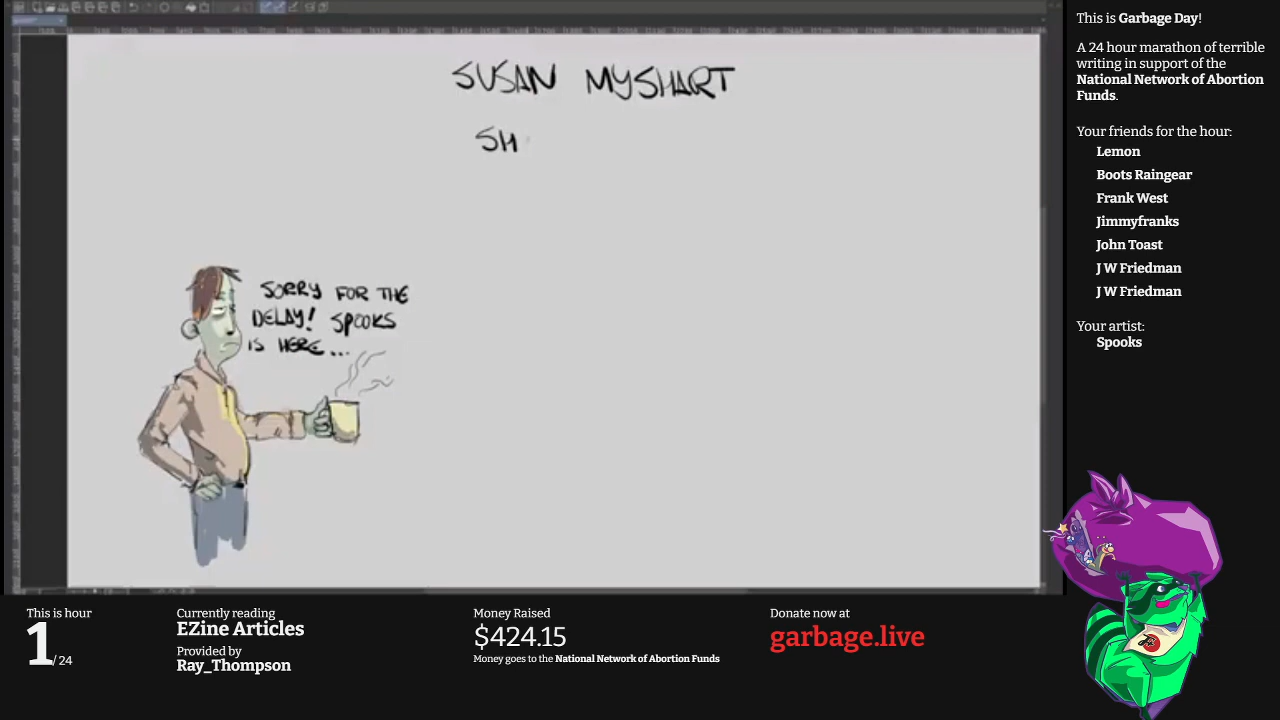 SUSAN MYSHART
SH
SORRY FOR THE
DELAY! SPOOKS
IS HERE...
This is Garbage Day!
A 24 hour marathon of terrible
writing in support of the
National Network of Abortion
Funds.
Your friends for the hour:
Lemon
Boots Raingear
Frank West
Jimmyfranks
John Toast
J W Friedman
J W Friedman
Your artist:
Spooks
This is hour
1/ 24
Currently reading
EZine Articles
Provided by
Ray_Thompson
Money Raised
$424.15
Money goes to the National Network of Abortion Funds
Donate now at
garbage.live